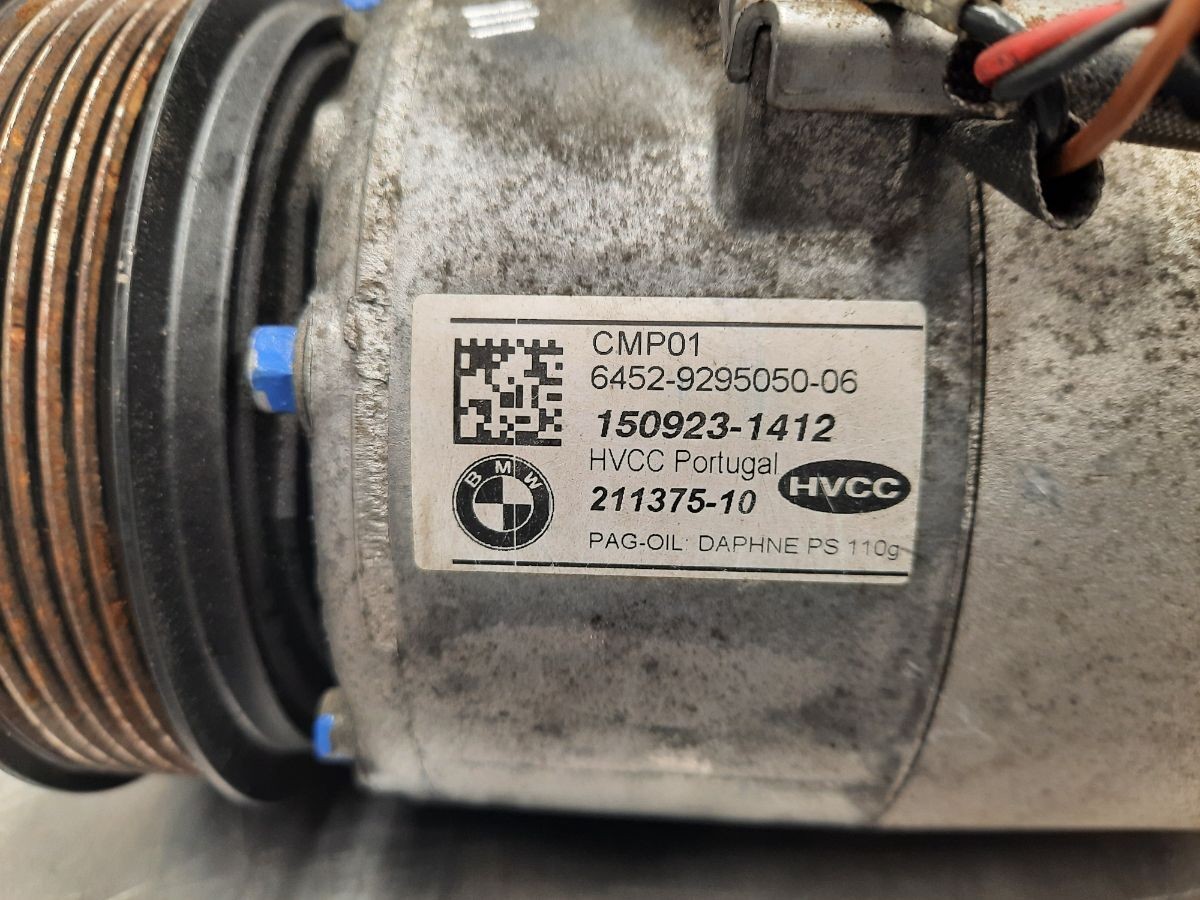 CMP01
6452-9295050-06
150923-1412
HVCC Portugal
HVCC
BMW
211375-10
PAG-OIL: DAPHNE PS 110g